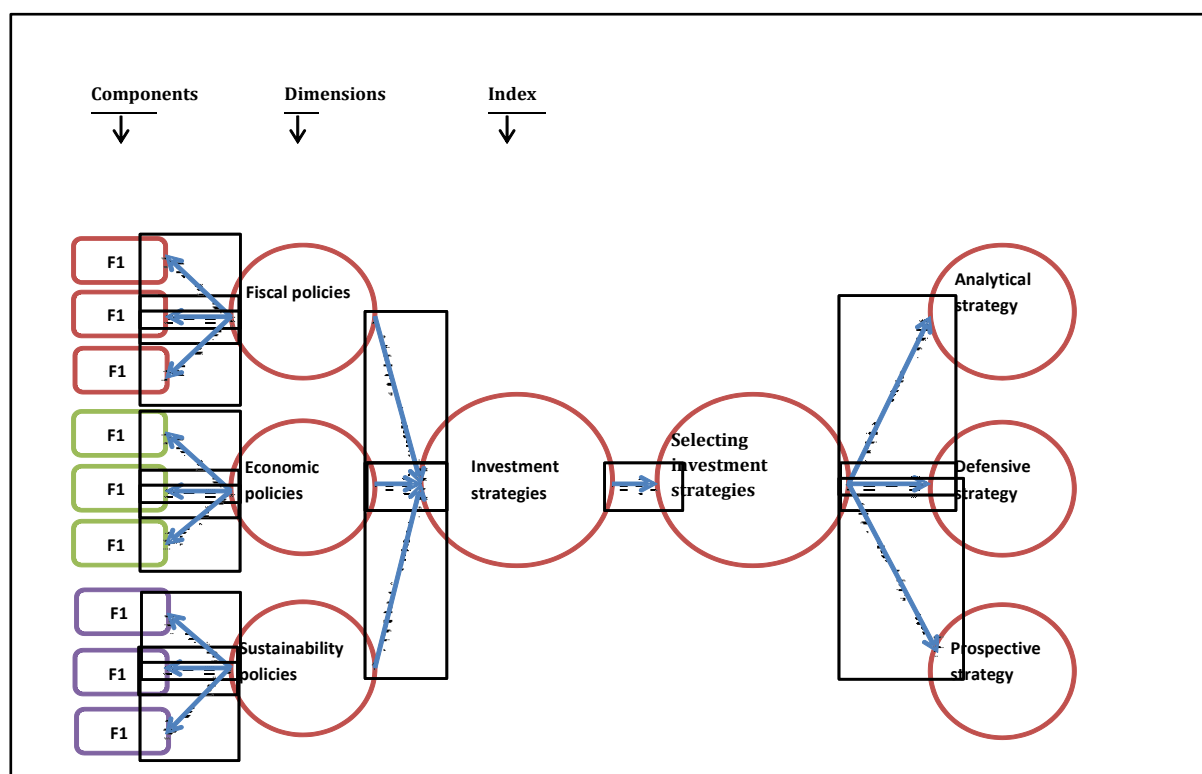 Components
Dimensions
Index
F1
F1
F1
Fiscal policies
F1
F1
F1
Economic
policies
F1
F1
F1
Sustainability
policies
Investment
strategies
Selecting
investment
strategies
Analytical
strategy
Defensive
strategy
Prospective
strategy